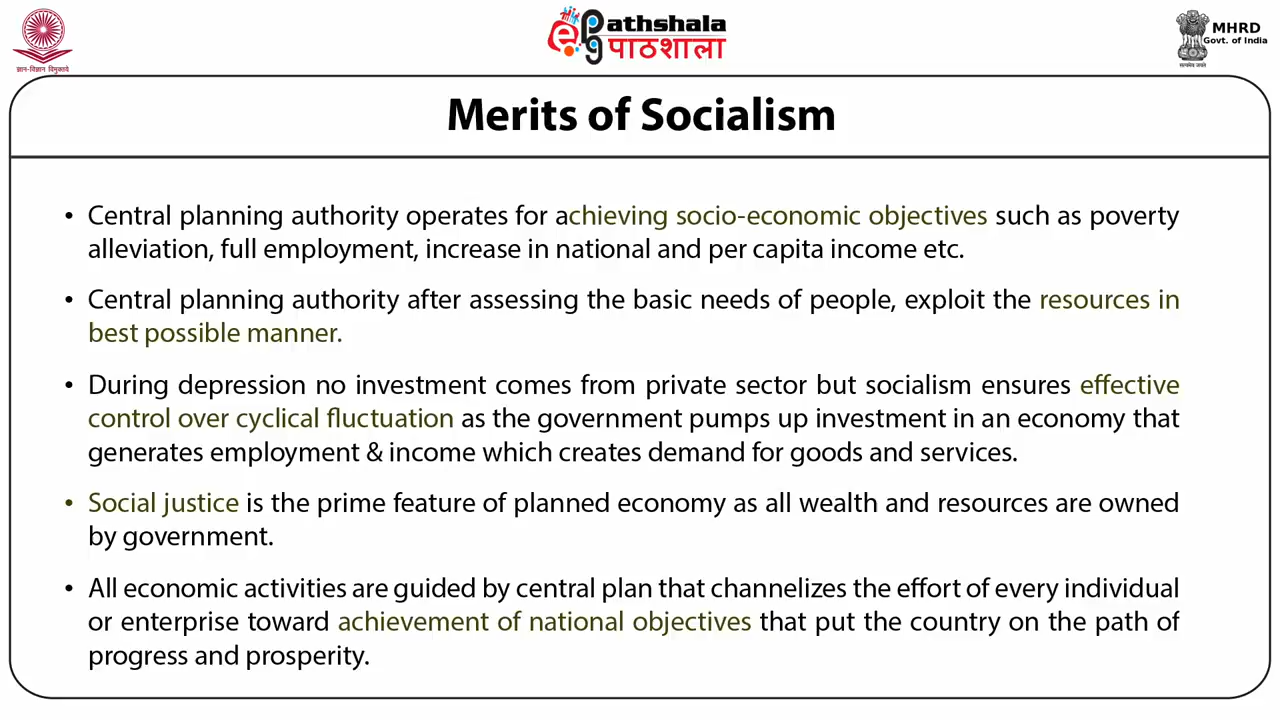 ज्ञान-विज्ञान विमुक्तये
epg
athshala
पाठशाला
सत्यमेव जयते
MHRD
Govt. of India
Merits of Socialism
• Central planning authority operates for achieving socio-economic objectives such as poverty
alleviation, full employment, increase in national and per capita income etc.
• Central planning authority after assessing the basic needs of people, exploit the resources in
best possible manner.
• During depression no investment comes from private sector but socialism ensures effective
control over cyclical fluctuation as the government pumps up investment in an economy that
generates employment & income which creates demand for goods and services.
• Social justice is the prime feature of planned economy as all wealth and resources are owned
by government.
• All economic activities are guided by central plan that channelizes the effort of every individual
or enterprise toward achievement of national objectives that put the country on the path of
progress and prosperity.